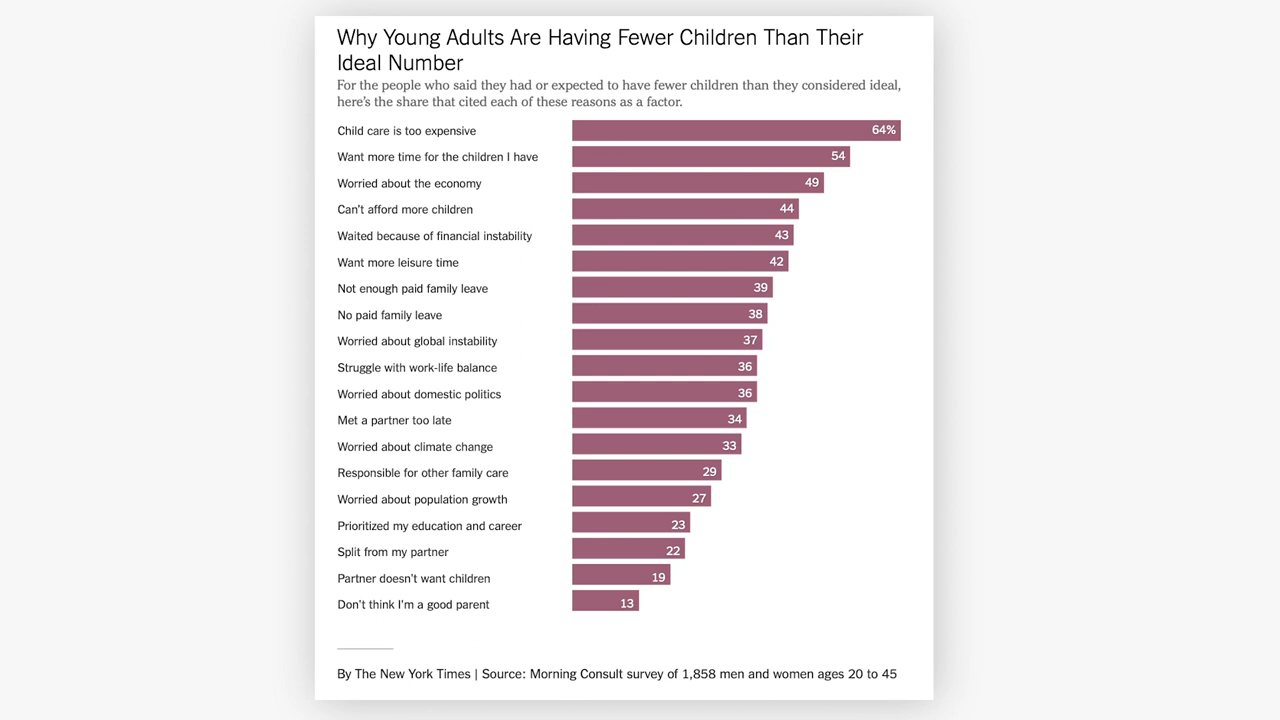 Why Young Adults Are Having Fewer Children Than Their
Ideal Number
For the people who said they had or expected to have fewer children than they considered ideal,
here’s the share that cited each of these reasons as a factor.
Child care is too expensive 64%
Want more time for the children I have 54
Worried about the economy 49
Can’t afford more children 44
Waited because of financial instability 43
Want more leisure time 42
Not enough paid family leave 39
No paid family leave 38
Worried about global instability 37
Struggle with work-life balance 36
Worried about domestic politics 36
Met a partner too late 34
Worried about climate change 33
Responsible for other family care 29
Worried about population growth 27
Prioritized my education and career 23
Split from my partner 22
Partner doesn’t want children 19
Don’t think I’m a good parent 13
By The New York Times | Source: Morning Consult survey of 1,858 men and women ages 20 to 45